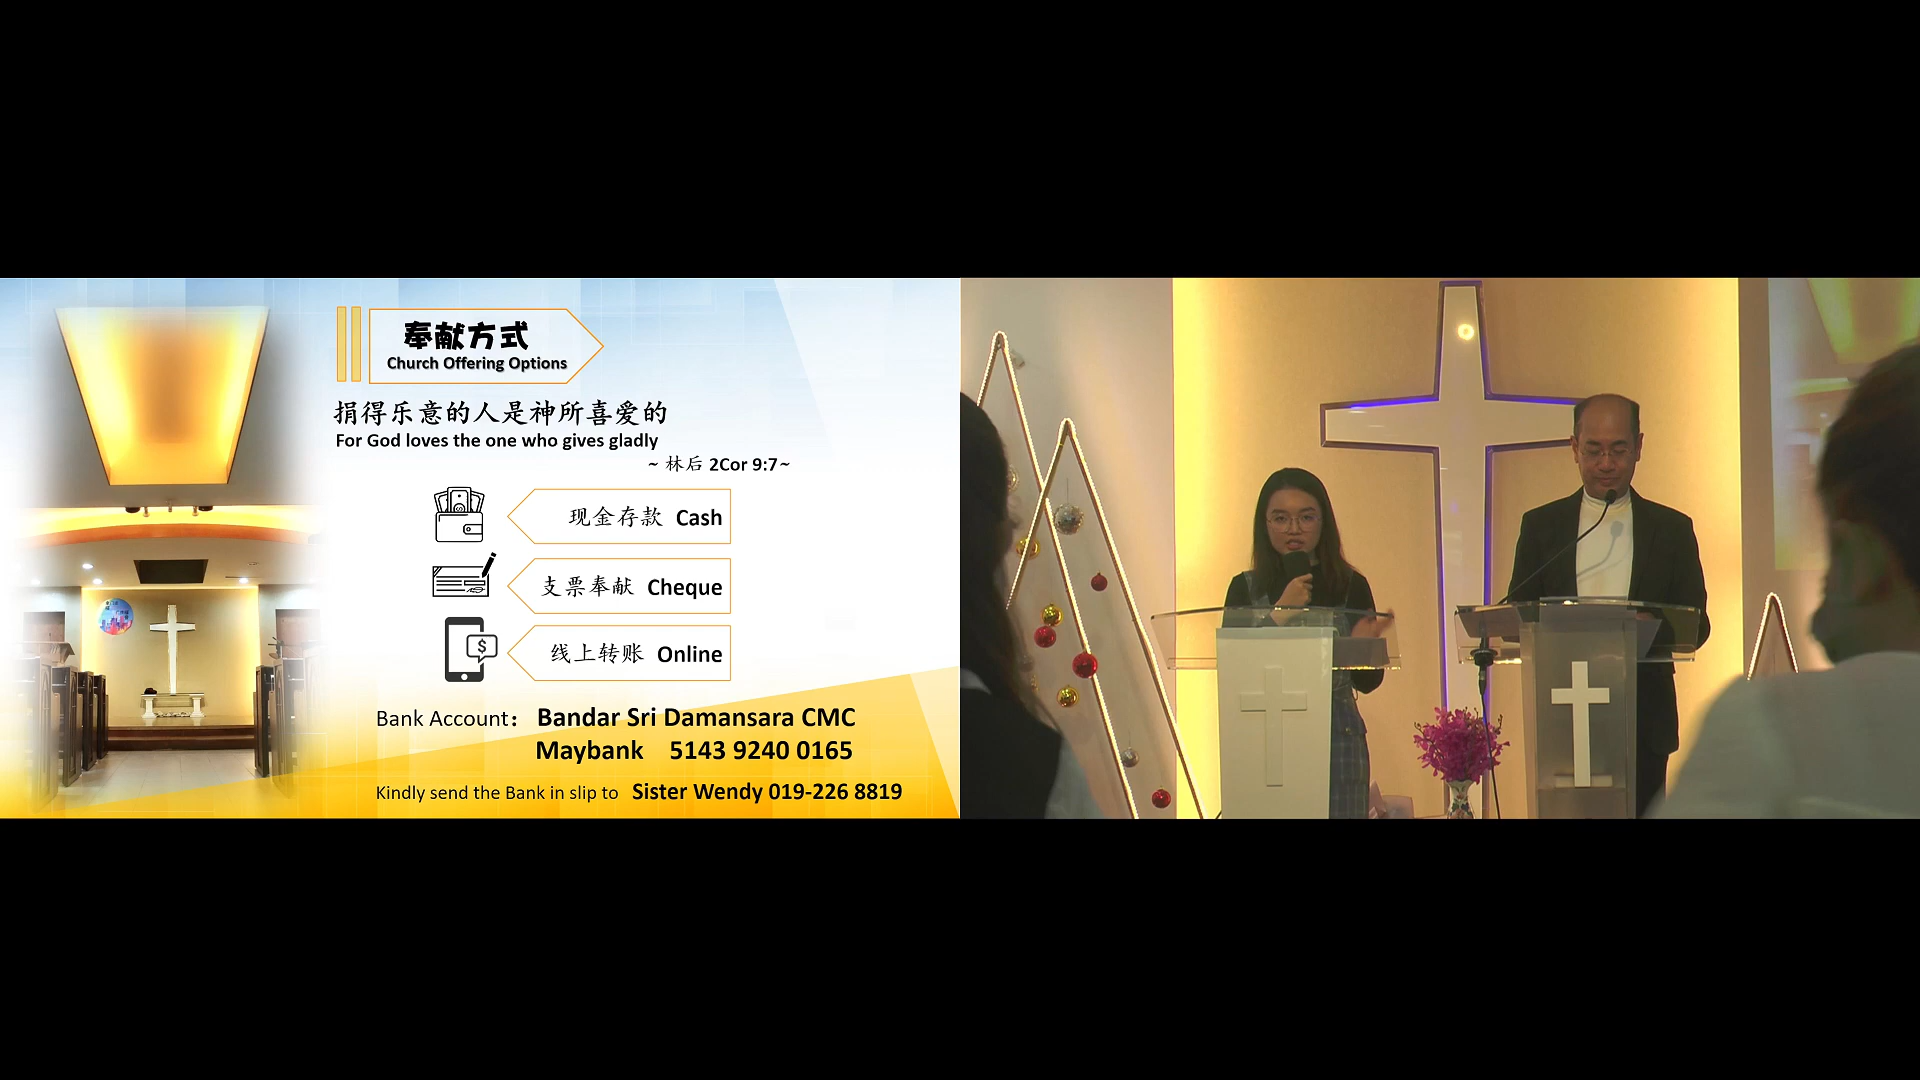 奉献方式
Church Offering Options
捐得乐意的人是神所喜爱的
For God loves the one who gives gladly
~ 林后 2Cor 9:7~
现金存款 Cash
支票奉献 Cheque
$
线上转账 Online
Bank Account： Bandar Sri Damansara CMC
Maybank 5143 9240 0165
Kindly send the Bank in slip to Sister Wendy 019-226 8819